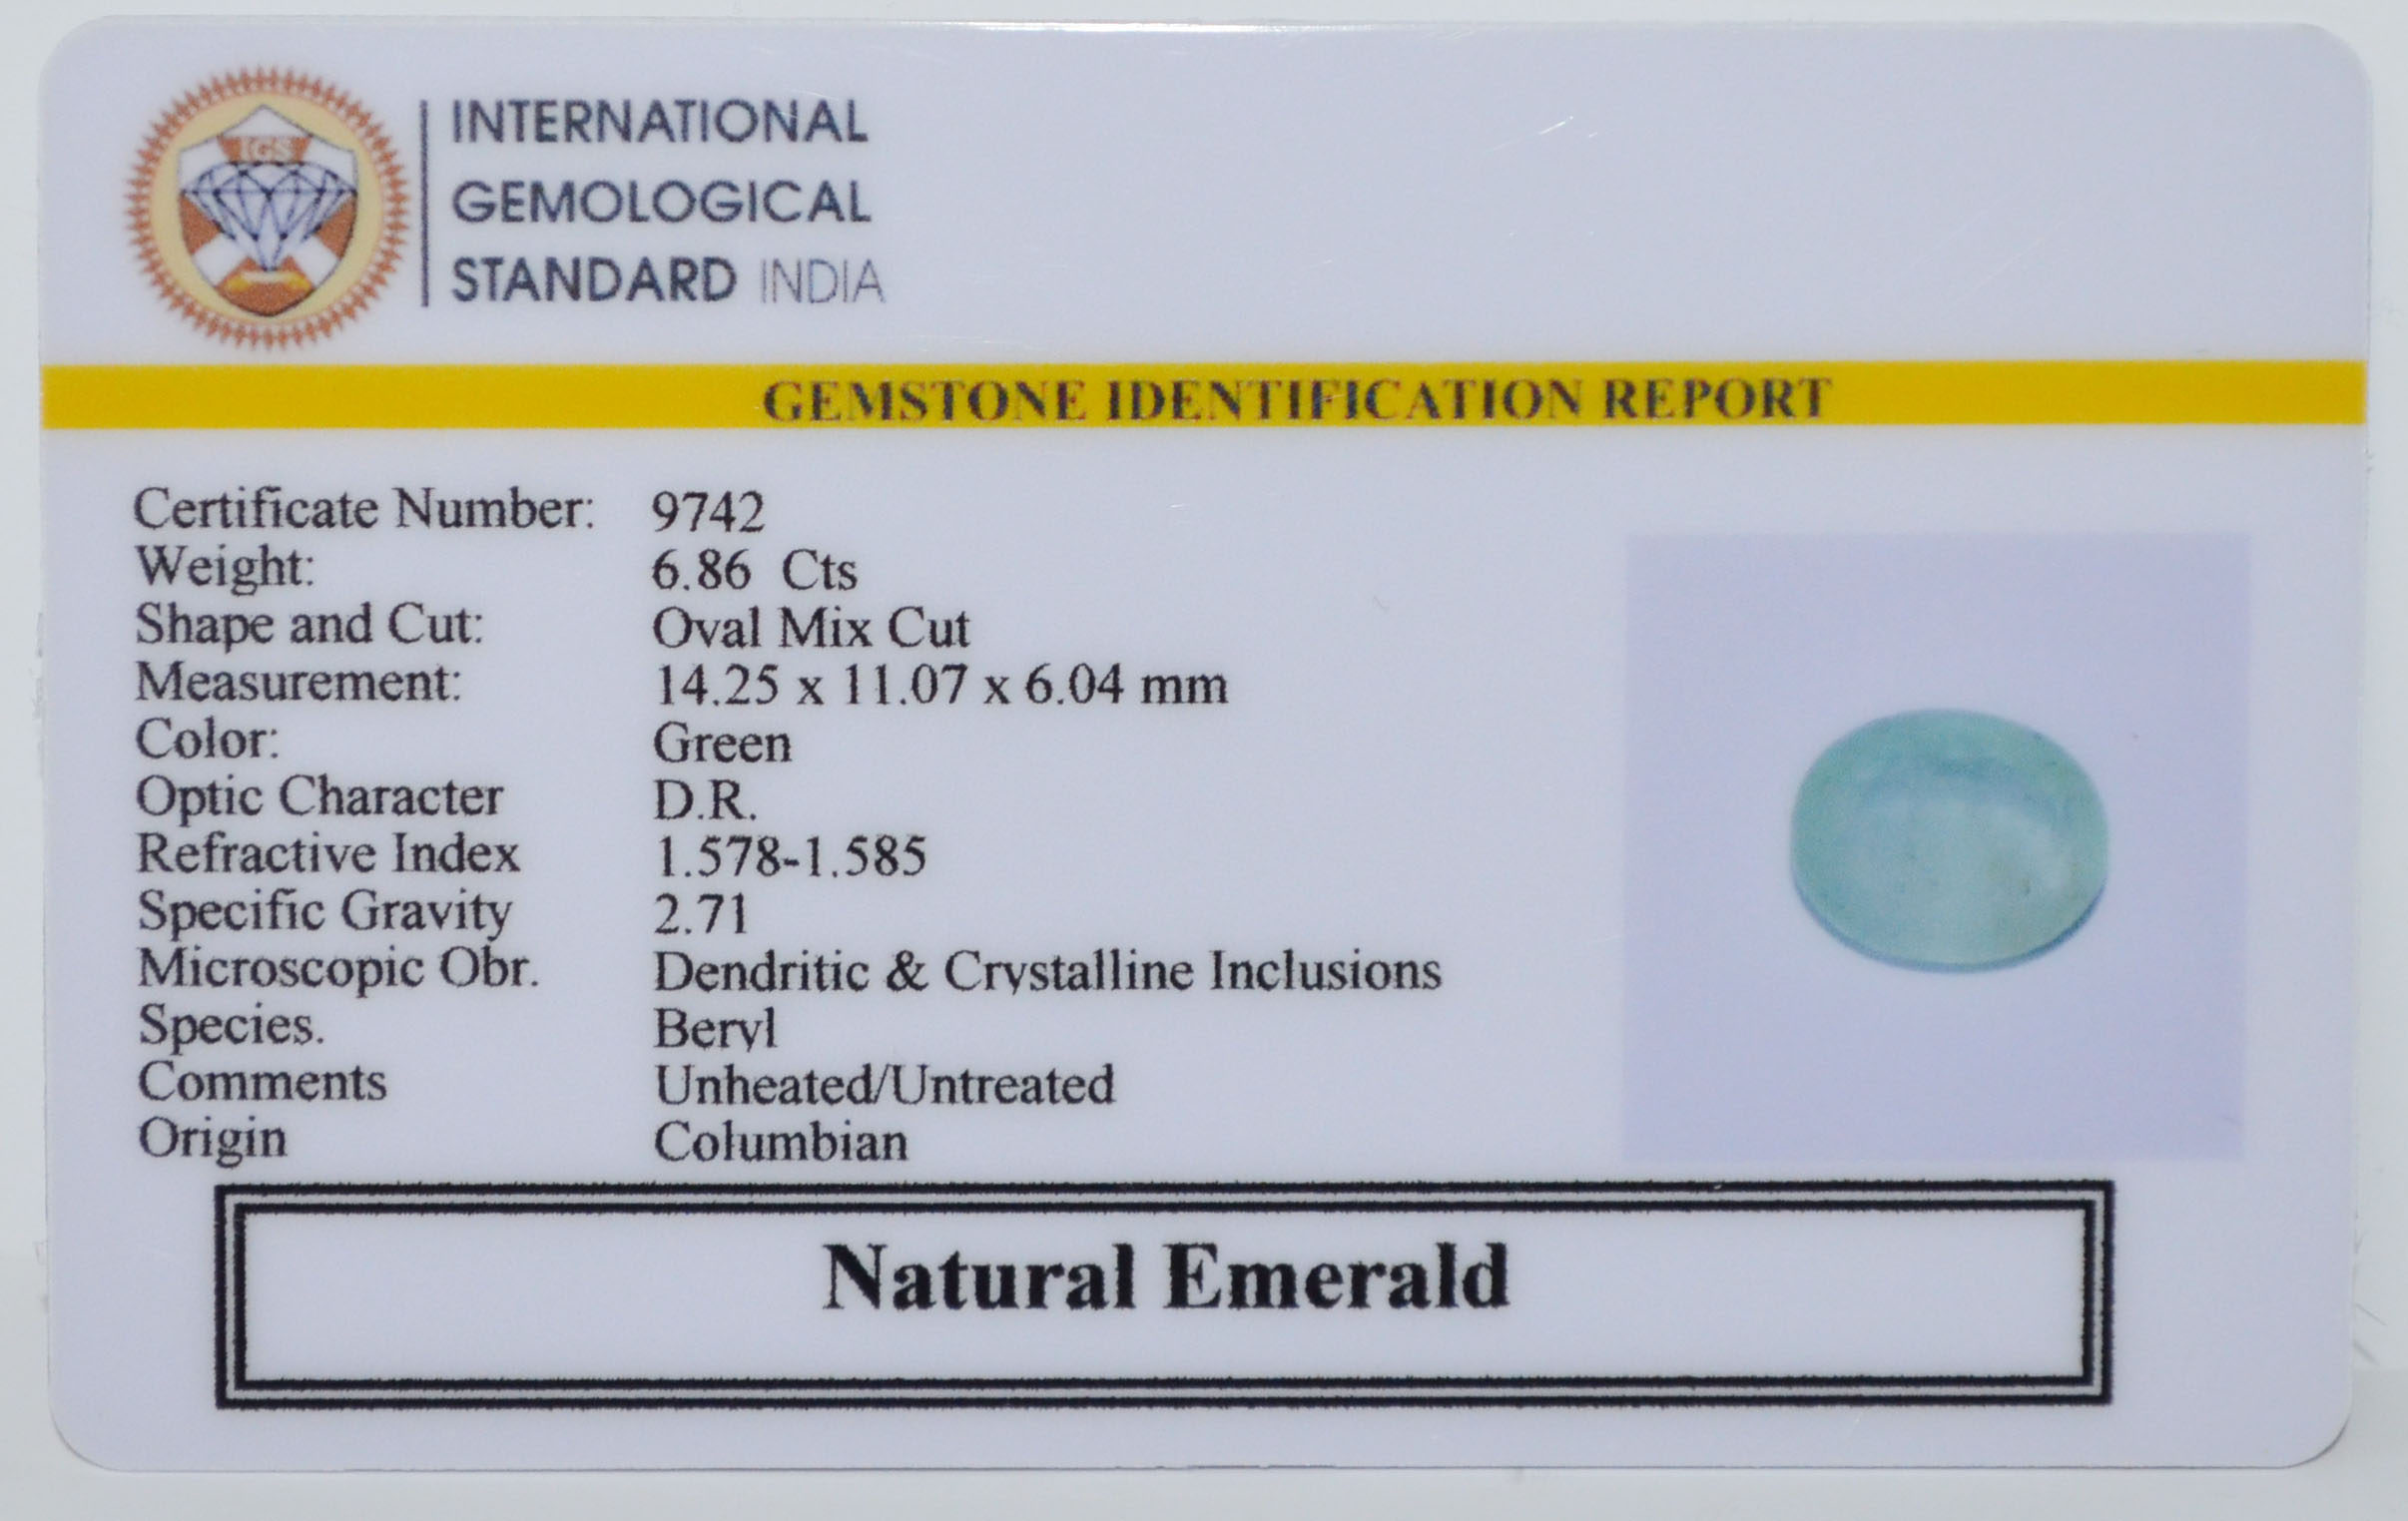 IGS
INTERNATIONAL
GEMOLOGICAL
STANDARD INDIA
GEMSTONE IDENTIFICATION REPORT
Certificate Number: 9742
Weight: 6.86 Cts
Shape and Cut: Oval Mix Cut
Measurement: 14.25 x 11.07 x 6.04 mm
Color: Green
Optic Character D.R.
Refractive Index 1.578-1.585
Specific Gravity 2.71
Microscopic Obr. Dendritic & Crystalline Inclusions
Species. Beryl
Comments Unheated/Untreated
Origin Columbian
Natural Emerald